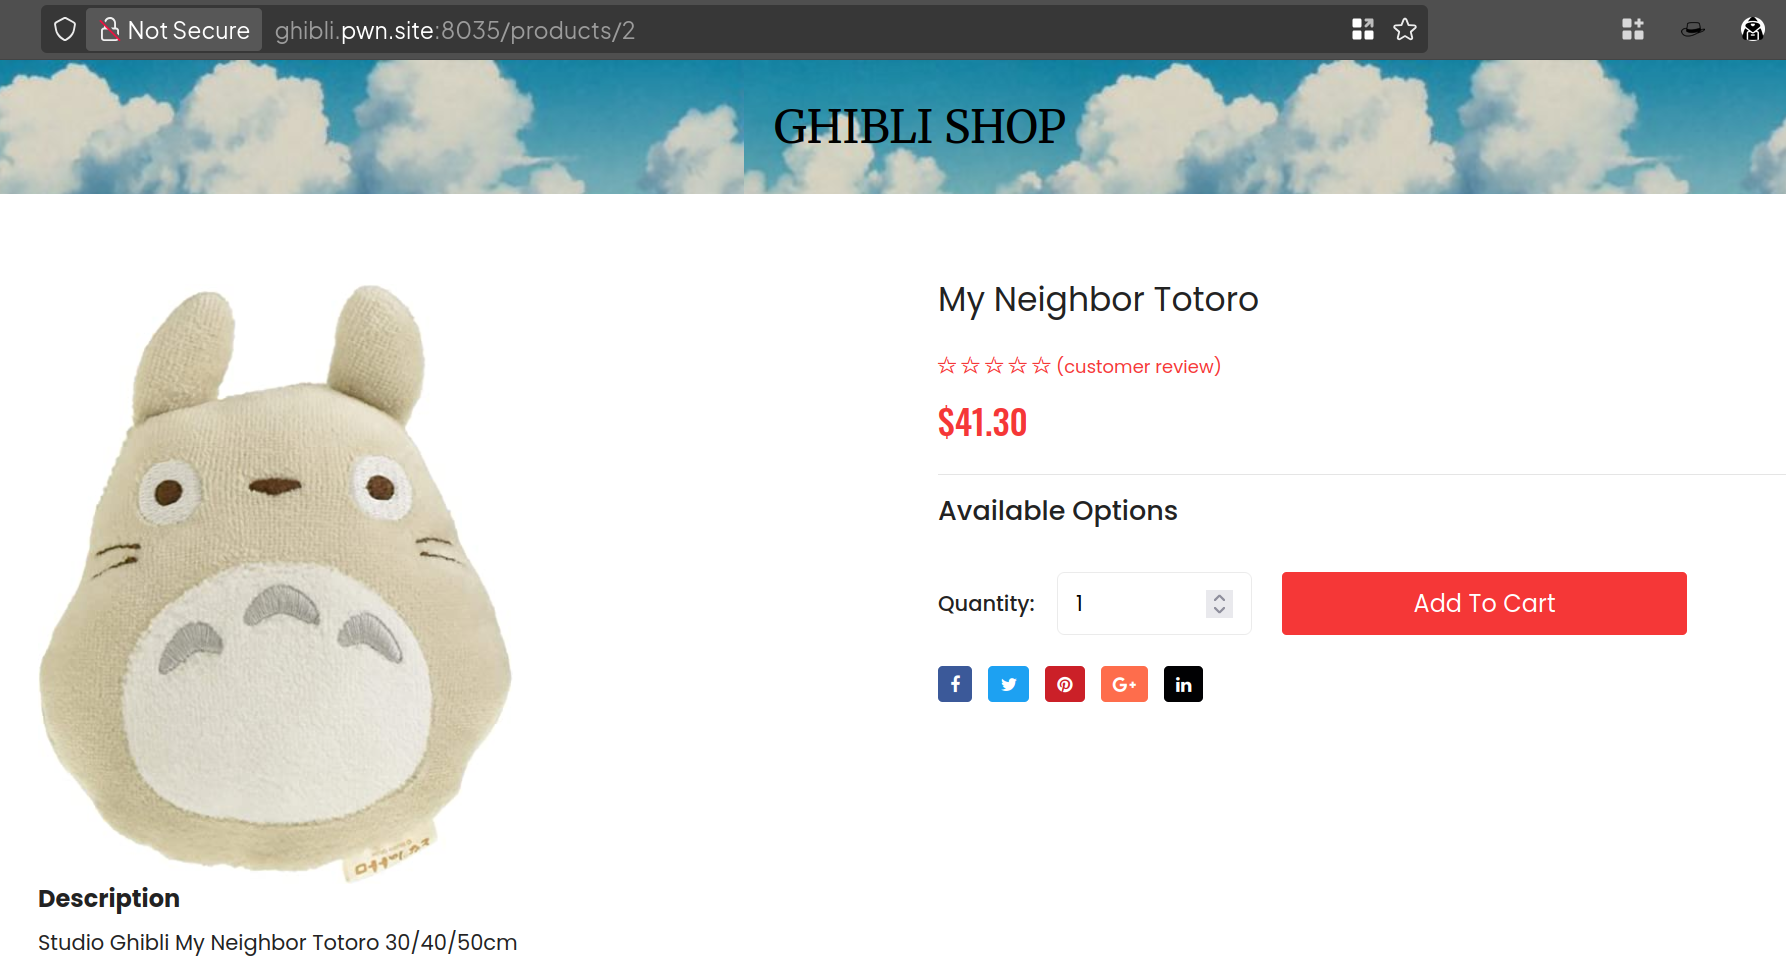 Not Secure ghibli.pwn.site:8035/products/2
GHIBLI SHOP
My Neighbor Totoro
☆☆☆☆☆ (customer review)
$41.30
Available Options
Quantity: 1 Add To Cart
f G+ in
Description
Studio Ghibli My Neighbor Totoro 30/40/50cm